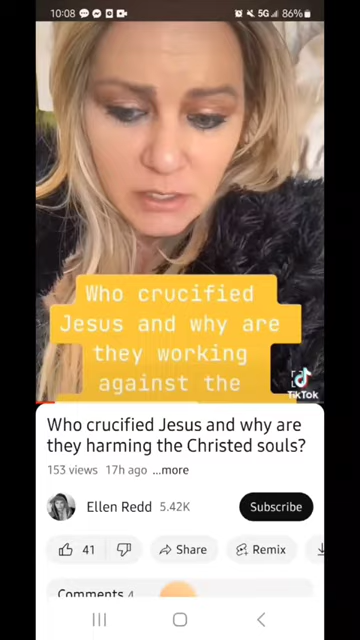 10:08
5G 86%
Who crucified
Jesus and why are
they working
against the
TikTok
Who crucified Jesus and why are
they harming the Christed souls?
153 views 17h ago ...more
Ellen Redd 5.42K
Subscribe
41 Share Remix
Comments 4